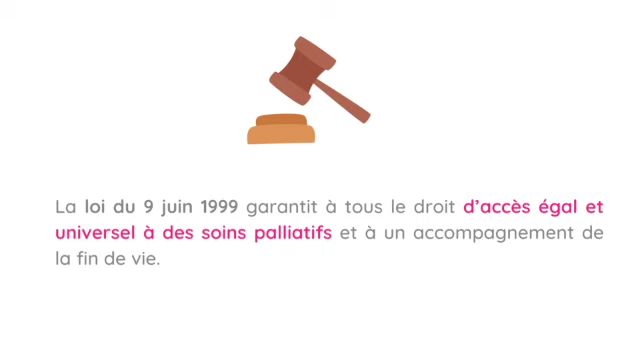 La loi du 9 juin 1999 garantit à tous le droit d’accès égal et
universel à des soins palliatifs et à un accompagnement de
la fin de vie.